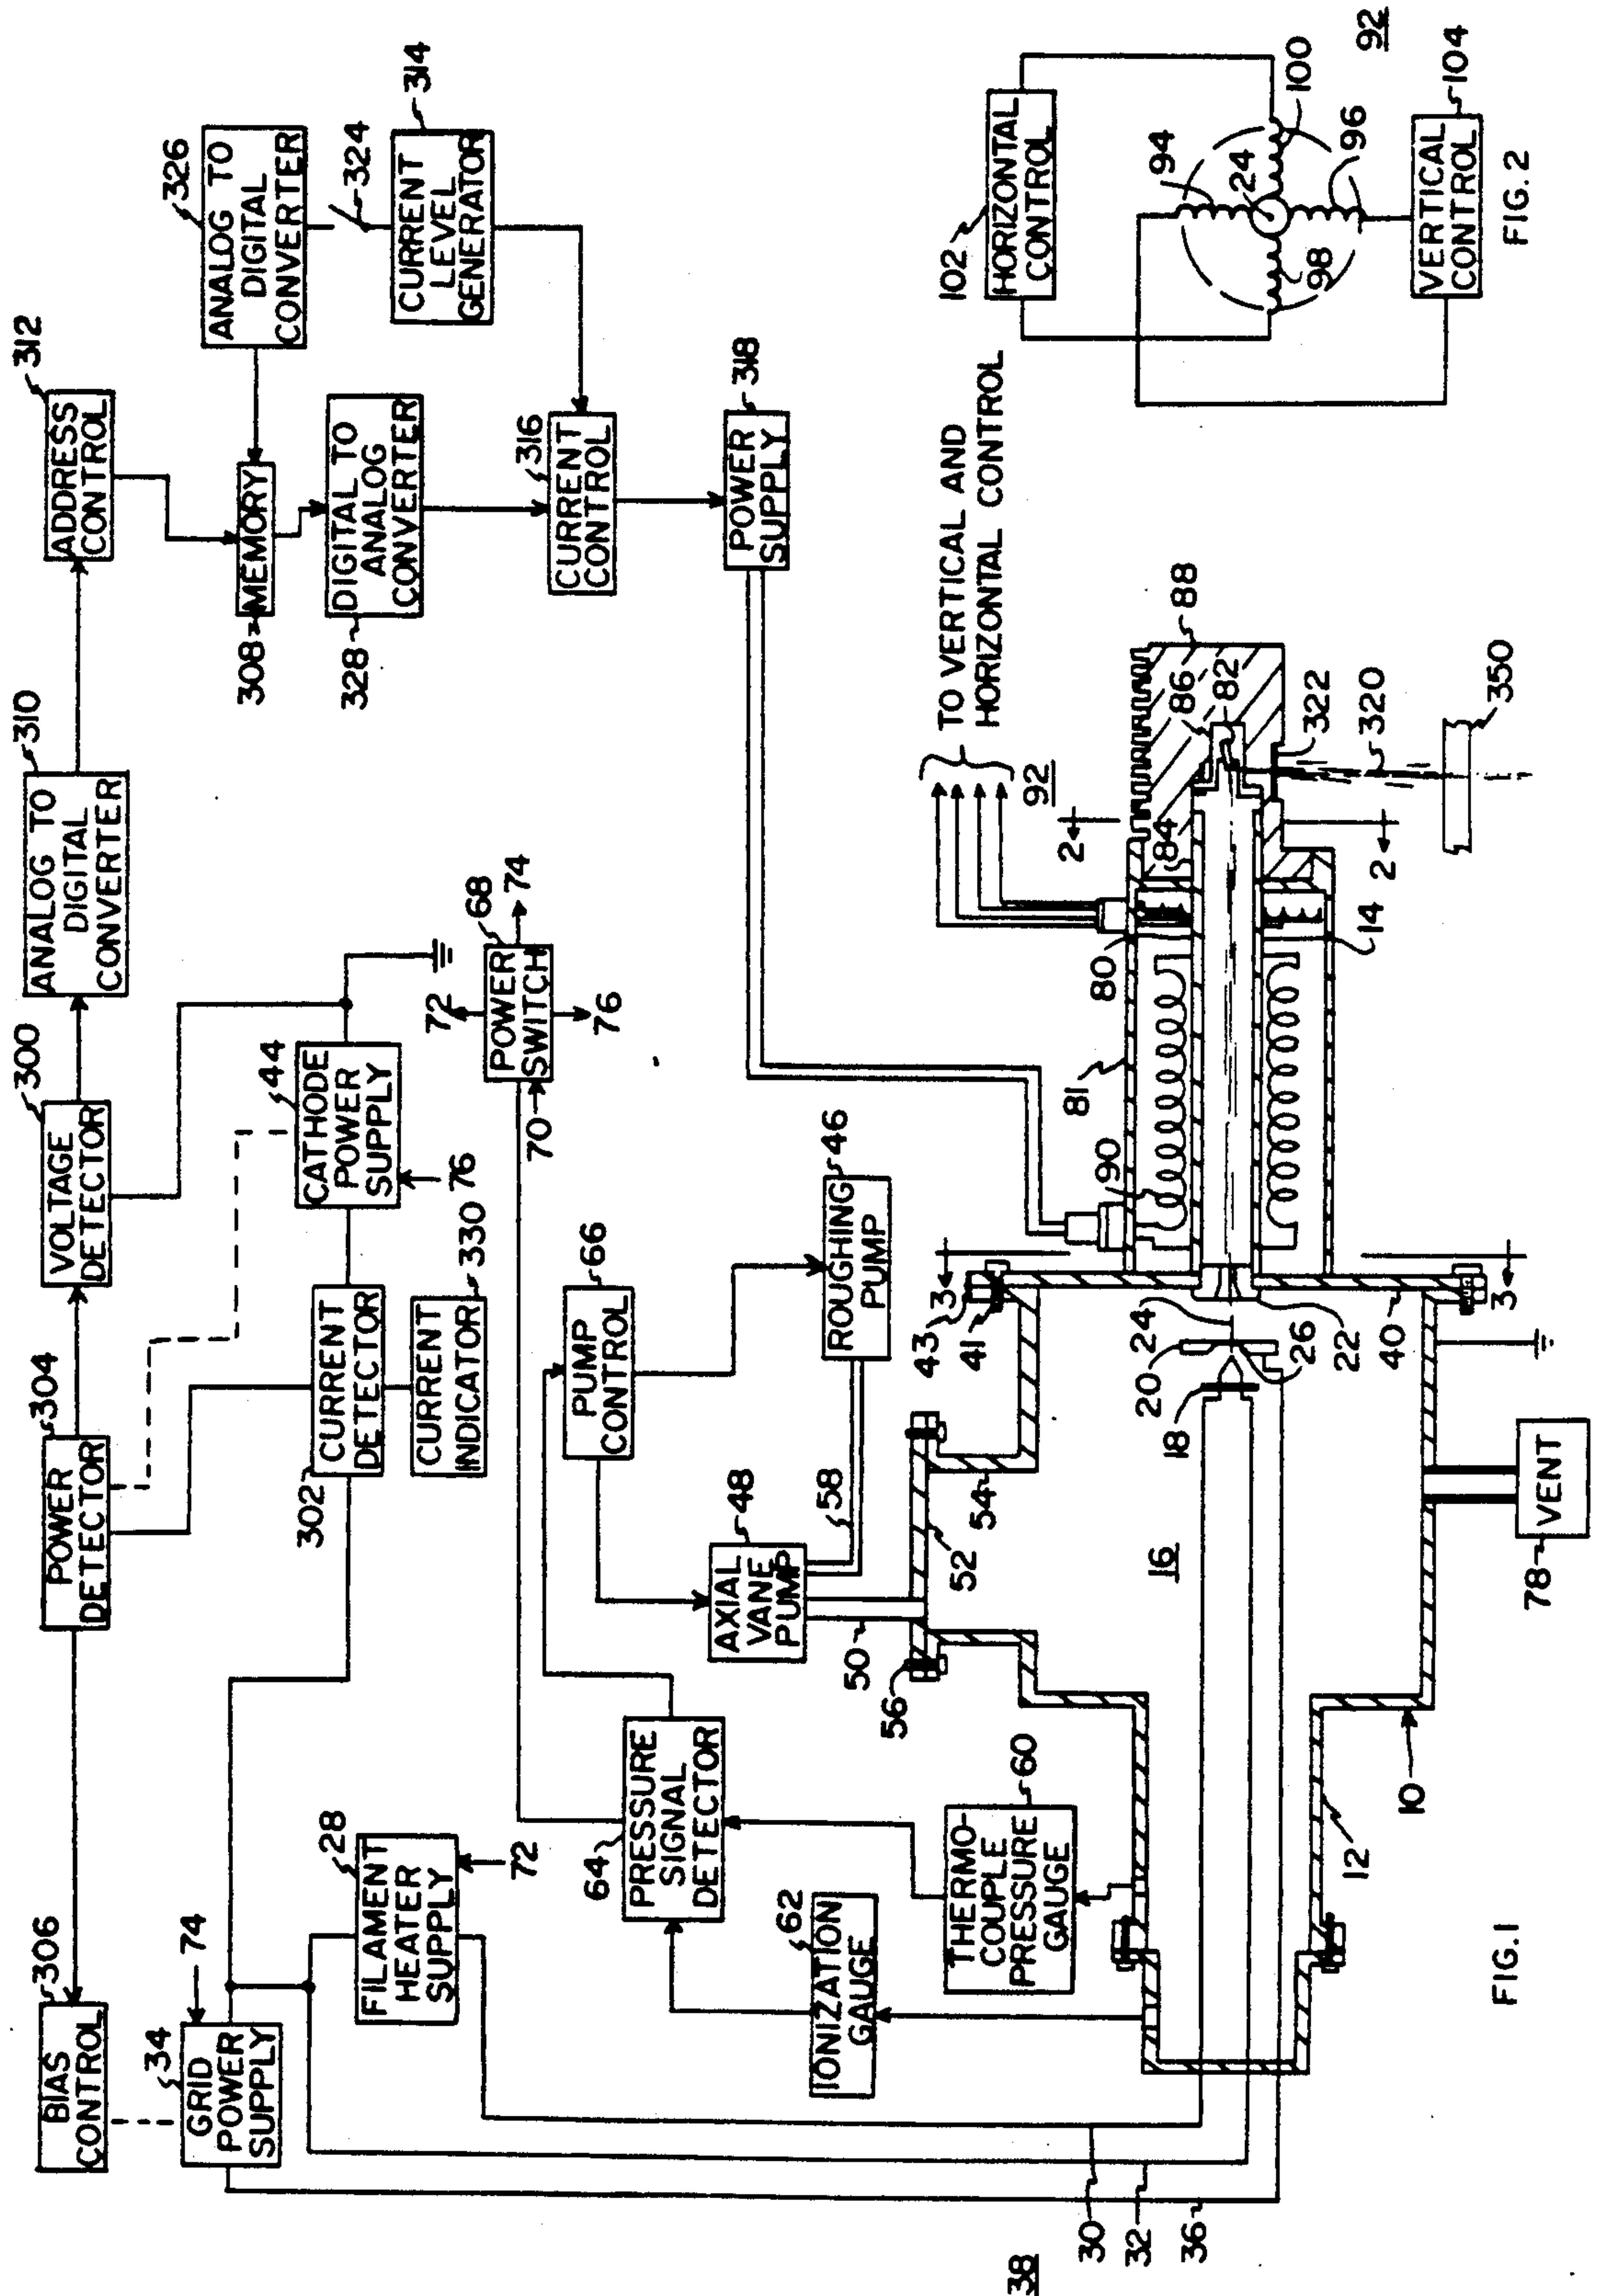 BIAS
CONTROL
306
POWER
DETECTOR
304
VOLTAGE
DETECTOR
300
ANALOG TO
DIGITAL
CONVERTER
310
ADDRESS
CONTROL
312
34
GRID
POWER
SUPPLY
74
28
FILAMENT
HEATER
SUPPLY
72
302
CURRENT
DETECTOR
CURRENT
INDICATOR
330
44
CATHODE
POWER
SUPPLY
76
308
MEMORY
ANALOG TO
DIGITAL
CONVERTER
326
324
328
DIGITAL TO
ANALOG
CONVERTER
CURRENT
LEVEL
GENERATOR
314
72
68
POWER
SWITCH
74
70
76
316
CURRENT
CONTROL
POWER
SUPPLY
318
64
PRESSURE
SIGNAL
DETECTOR
PUMP
CONTROL
66
AXIAL
VANE
PUMP
48
58
ROUGHING
PUMP
46
IONIZATION
GAUGE
62
THERMO-
COUPLE
PRESSURE
GAUGE
60
50
56
52
54
43
41
3
16
18
20
24
26
22
40
3
81
90
80
14
84
2
92
TO VERTICAL AND
HORIZONTAL CONTROL
86
82
88
322
320
350
2
38
30
32
36
12
10
78
VENT
FIG. 1
102
HORIZONTAL
CONTROL
94
24
100
98
96
VERTICAL
CONTROL
104
92
FIG. 2